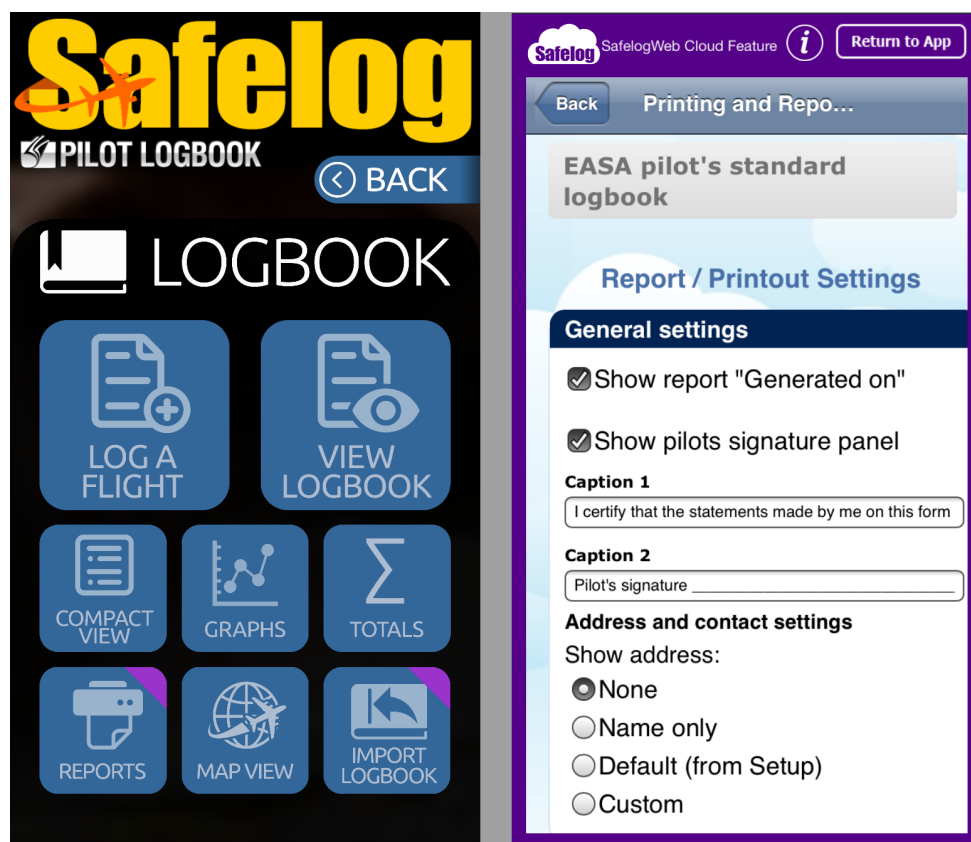 Safelog
PILOT LOGBOOK
BACK
LOGBOOK
LOG A
FLIGHT
VIEW
LOGBOOK
COMPACT
VIEW
GRAPHS
Σ
TOTALS
REPORTS
MAP VIEW
IMPORT
LOGBOOK
Safelog SafelogWeb Cloud Feature i Return to App
Back Printing and Repo...
EASA pilot's standard
logbook
Report / Printout Settings
General settings
Show report "Generated on"
Show pilots signature panel
Caption 1
I certify that the statements made by me on this form
Caption 2
Pilot's signature ________________________________
Address and contact settings
Show address:
None
Name only
Default (from Setup)
Custom